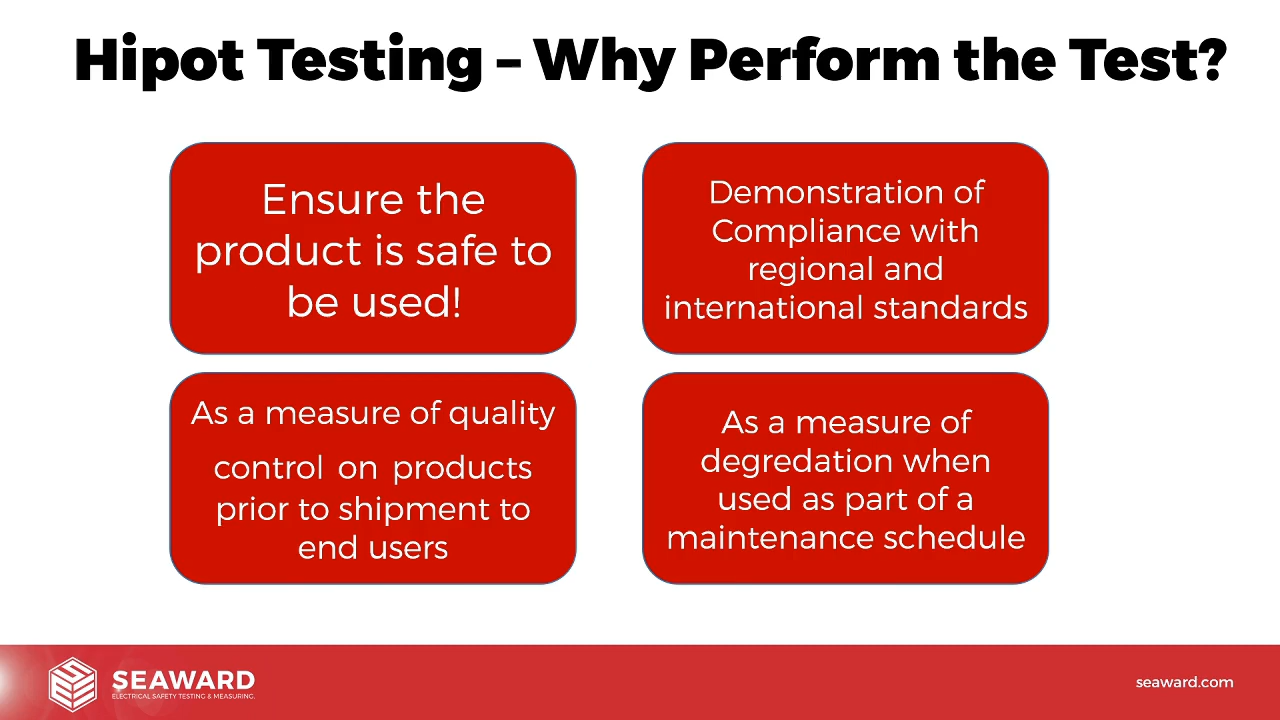 Hipot Testing – Why Perform the Test?
Ensure the
product is safe to
be used!
Demonstration of
Compliance with
regional and
international standards
As a measure of quality
control on products
prior to shipment to
end users
As a measure of
degredation when
used as part of a
maintenance schedule
SEAWARD
ELECTRICAL SAFETY TESTING & MEASURING.
seaward.com